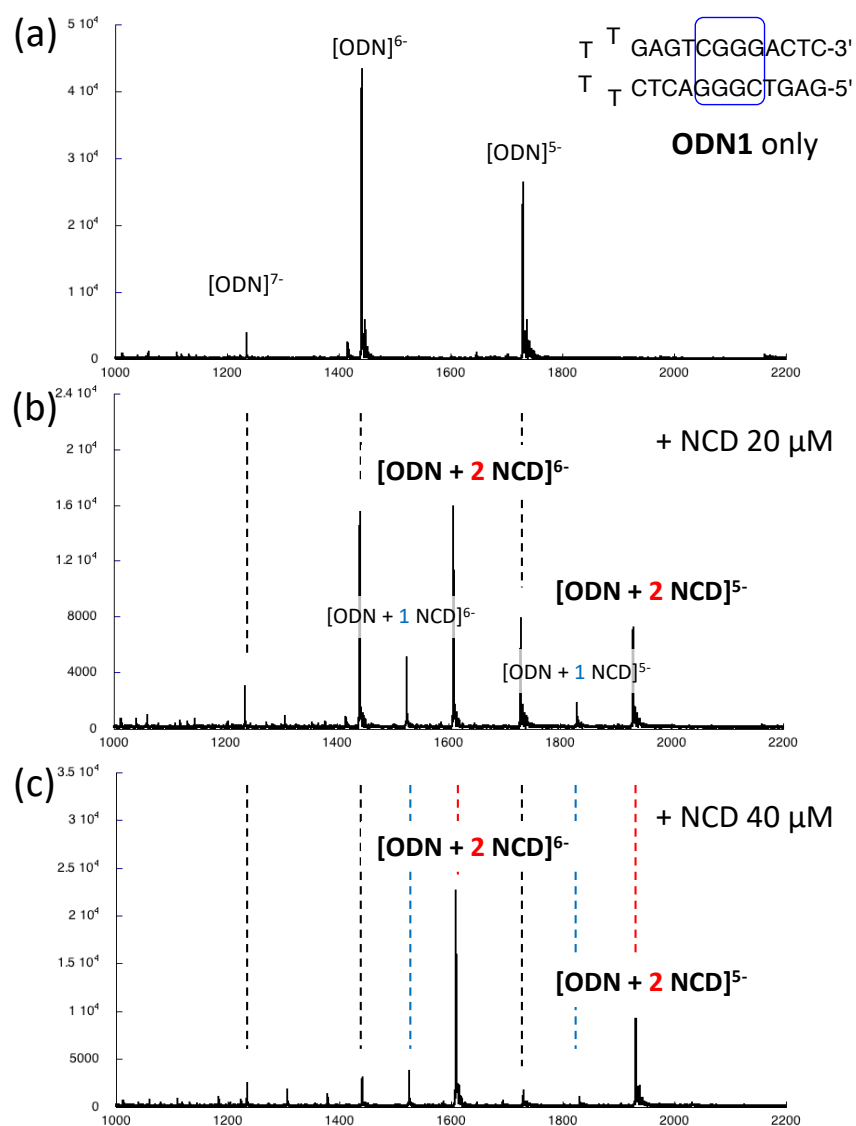 (a)
5 10⁴
4 10⁴
3 10⁴
2 10⁴
1 10⁴
0
[ODN]⁶⁻
[ODN]⁵⁻
[ODN]⁷⁻
T T GAGTCGGGACTC-3'
T T CTCAGGGCTGAG-5'
ODN1 only
1000 1200 1400 1600 1800 2000 2200
(b)
2.4 10⁴
2 10⁴
1.6 10⁴
1.2 10⁴
8000
4000
0
+ NCD 20 μM
[ODN + 2 NCD]⁶⁻
[ODN + 2 NCD]⁵⁻
[ODN + 1 NCD]⁶⁻
[ODN + 1 NCD]⁵⁻
1000 1200 1400 1600 1800 2000 2200
(c)
3.5 10⁴
3 10⁴
2.5 10⁴
2 10⁴
1.5 10⁴
1 10⁴
5000
0
+ NCD 40 μM
[ODN + 2 NCD]⁶⁻
[ODN + 2 NCD]⁵⁻
1000 1200 1400 1600 1800 2000 2200